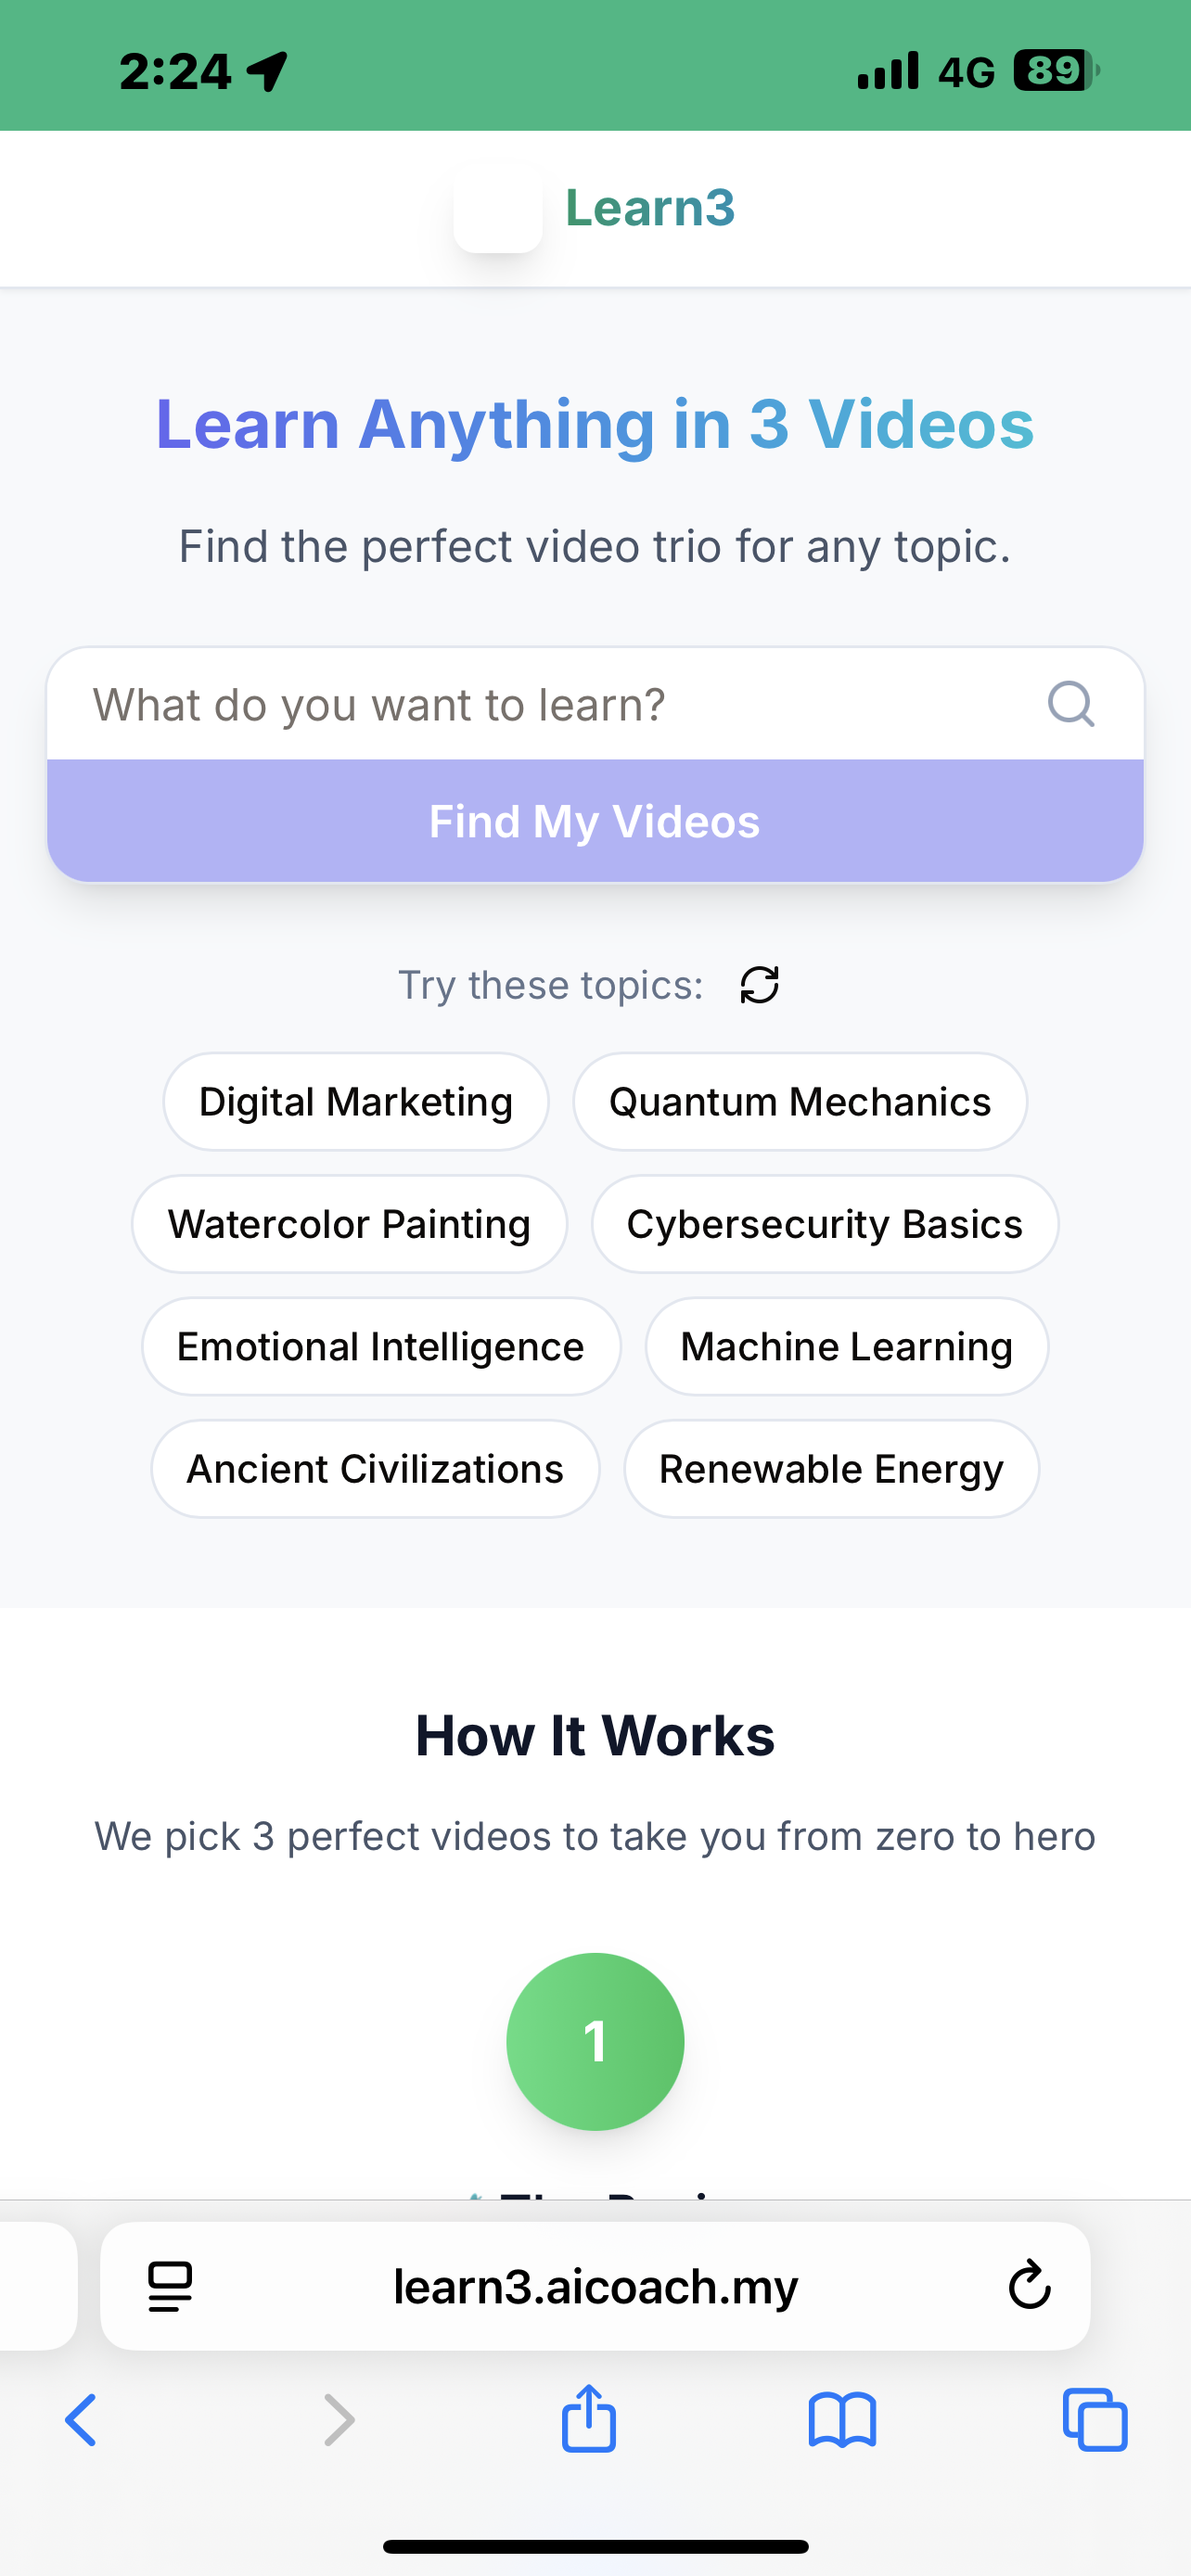 2:24
4G
89
Learn3
Learn Anything in 3 Videos
Find the perfect video trio for any topic.
What do you want to learn?
Find My Videos
Try these topics:
Digital Marketing
Quantum Mechanics
Watercolor Painting
Cybersecurity Basics
Emotional Intelligence
Machine Learning
Ancient Civilizations
Renewable Energy
How It Works
We pick 3 perfect videos to take you from zero to hero
1
learn3.aicoach.my